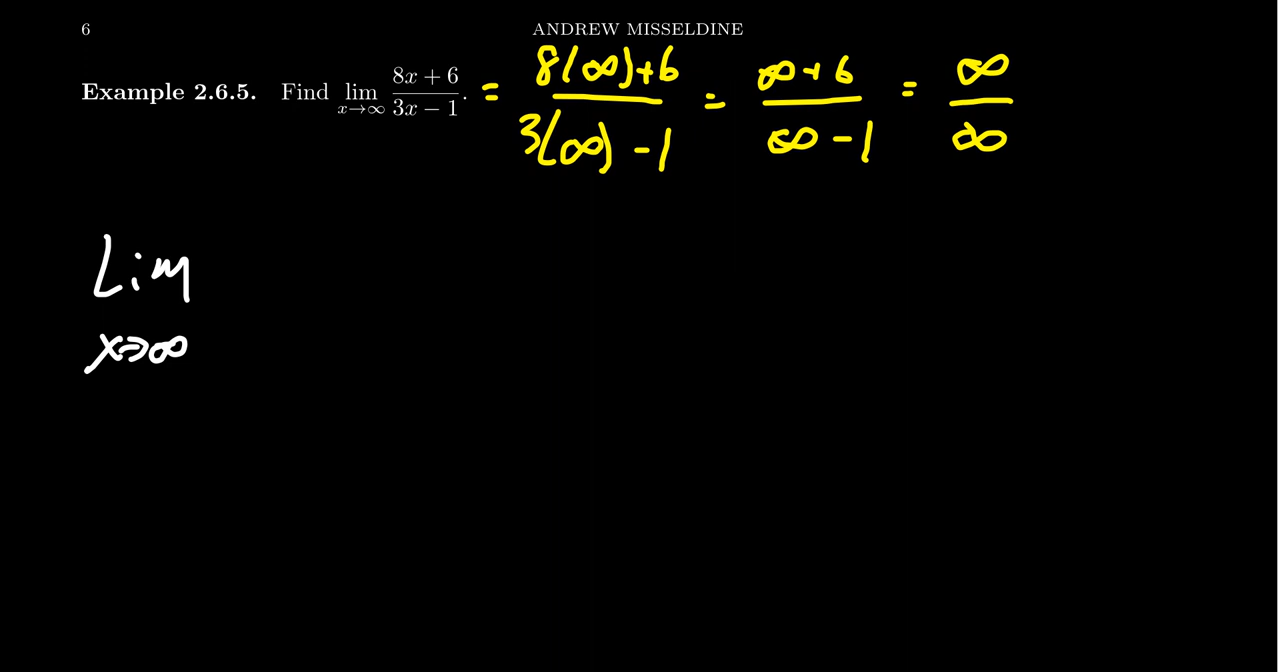 6 ANDREW MISSELDINE
Example 2.6.5. Find lim x→∞ (8x + 6)/(3x − 1). = (8(∞)+6)/(3(∞) - 1) = (∞ + 6)/(∞ - 1) = ∞/∞
Lim
x→∞